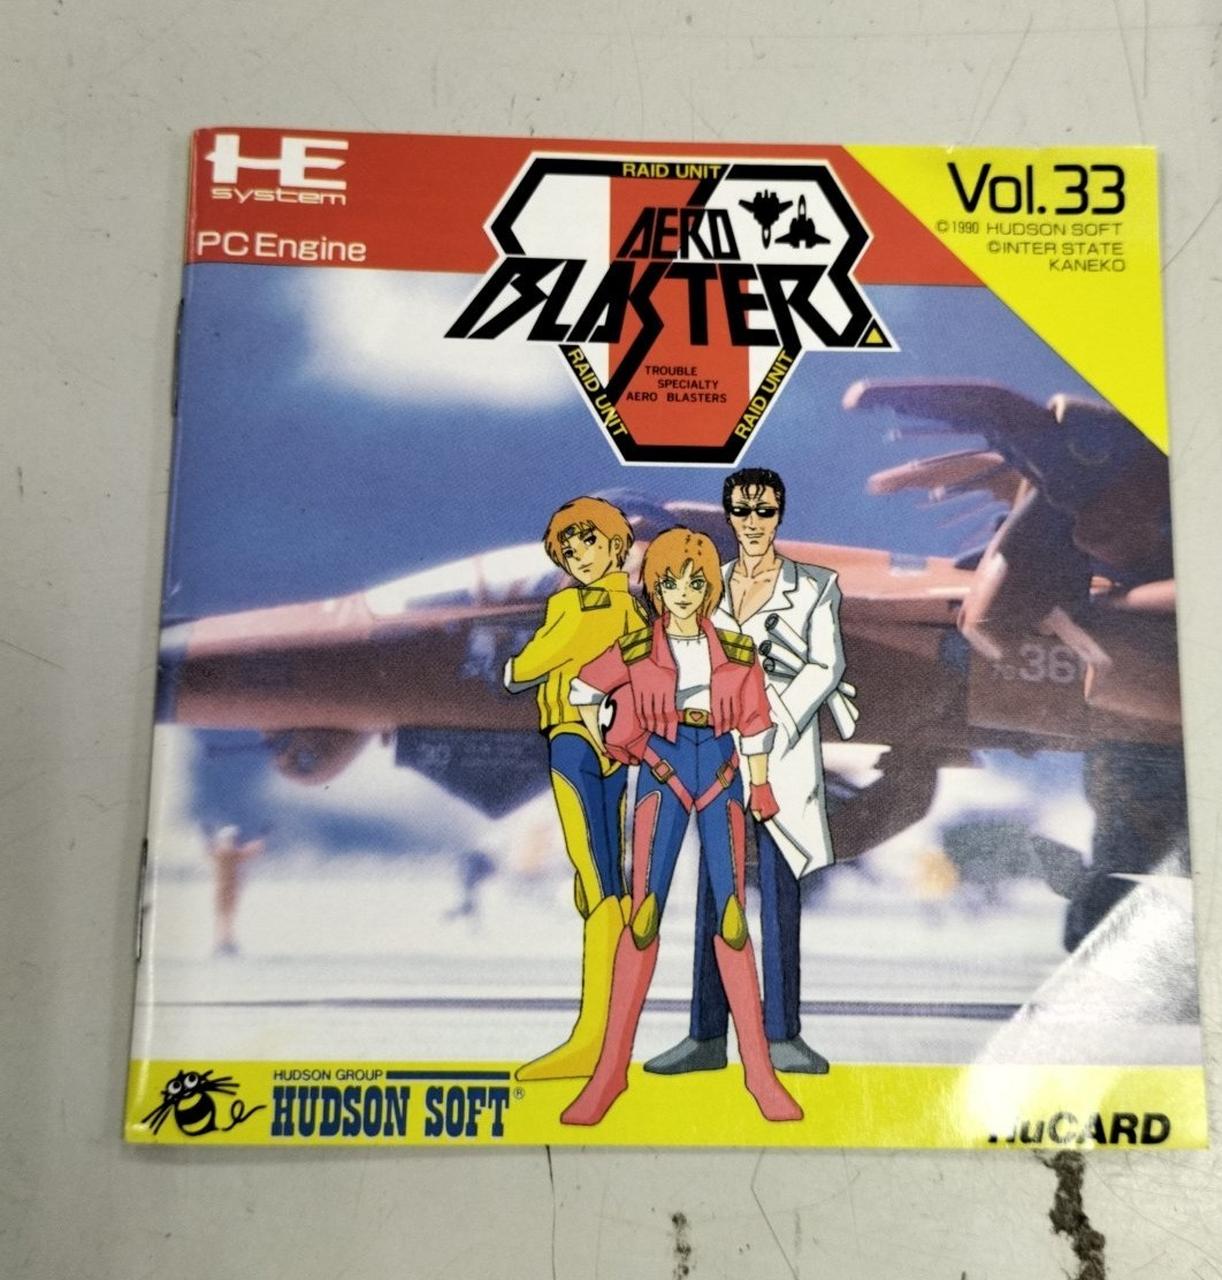 HE
system
PC Engine
RAID UNIT
AERO
BLASTERS
RAID UNIT
RAID UNIT
TROUBLE
SPECIALTY
AERO BLASTERS
Vol.33
©1990 HUDSON SOFT
©INTER STATE
KANEKO
36
HUDSON GROUP
HUDSON SOFT®
HuCARD